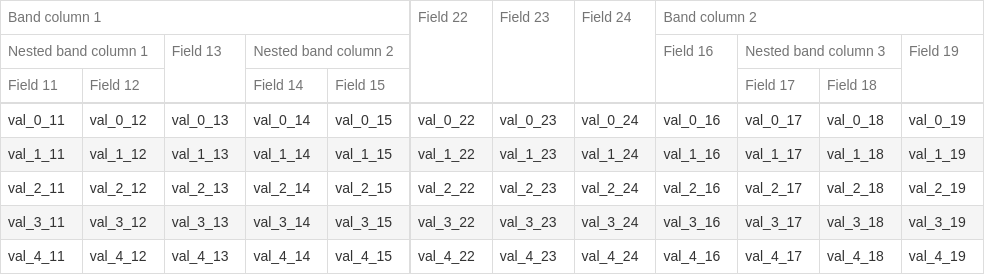 Band column 1 Field 22 Field 23 Field 24 Band column 2
Nested band column 1 Field 13 Nested band column 2 Field 16 Nested band column 3 Field 19
Field 11 Field 12 Field 14 Field 15 Field 17 Field 18
val_0_11 val_0_12 val_0_13 val_0_14 val_0_15 val_0_22 val_0_23 val_0_24 val_0_16 val_0_17 val_0_18 val_0_19
val_1_11 val_1_12 val_1_13 val_1_14 val_1_15 val_1_22 val_1_23 val_1_24 val_1_16 val_1_17 val_1_18 val_1_19
val_2_11 val_2_12 val_2_13 val_2_14 val_2_15 val_2_22 val_2_23 val_2_24 val_2_16 val_2_17 val_2_18 val_2_19
val_3_11 val_3_12 val_3_13 val_3_14 val_3_15 val_3_22 val_3_23 val_3_24 val_3_16 val_3_17 val_3_18 val_3_19
val_4_11 val_4_12 val_4_13 val_4_14 val_4_15 val_4_22 val_4_23 val_4_24 val_4_16 val_4_17 val_4_18 val_4_19